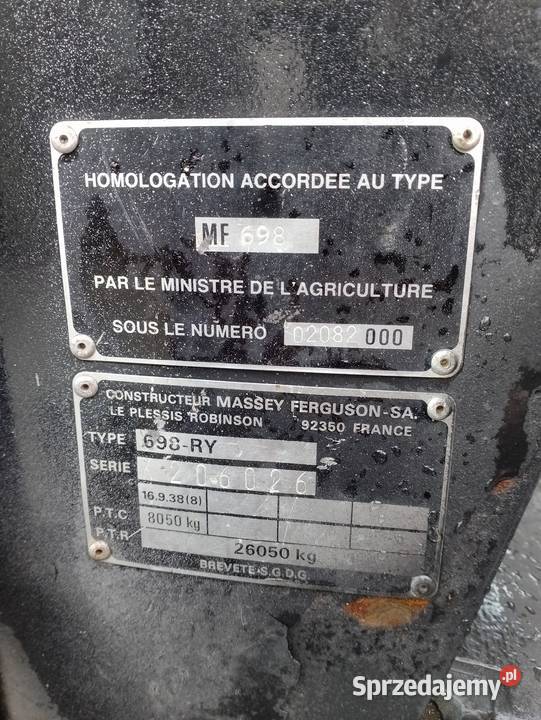 HOMOLOGATION ACCORDEE AU TYPE
MF 698
PAR LE MINISTRE DE L'AGRICULTURE
SOUS LE NUMERO 02082 000
CONSTRUCTEUR MASSEY FERGUSON-SA.
LE PLESSIS ROBINSON 92350 FRANCE
TYPE 698-RY
SERIE 206026
16.9.38(8)
P.T.C 8050 kg
P.T.R 26050 kg
BREVETE-S.G.D.G.
Sprzedajemy.pl